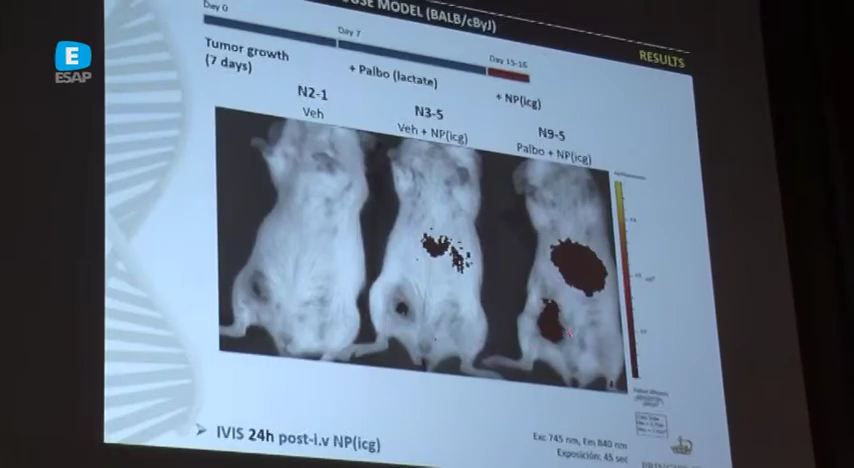 MODEL (BALB/cByJ)
RESULTS
E
ESAP
Day 0
Day 7
Day 15-16
Tumor growth
(7 days)
+ Palbo (lactate)
+ NP(icg)
N2-1
Veh
N3-5
Veh + NP(icg)
N9-5
Palbo + NP(icg)
➤ IVIS 24h post-i.v NP(icg)
Exc 745 nm, Em 840 nm
Exposición: 45 sec